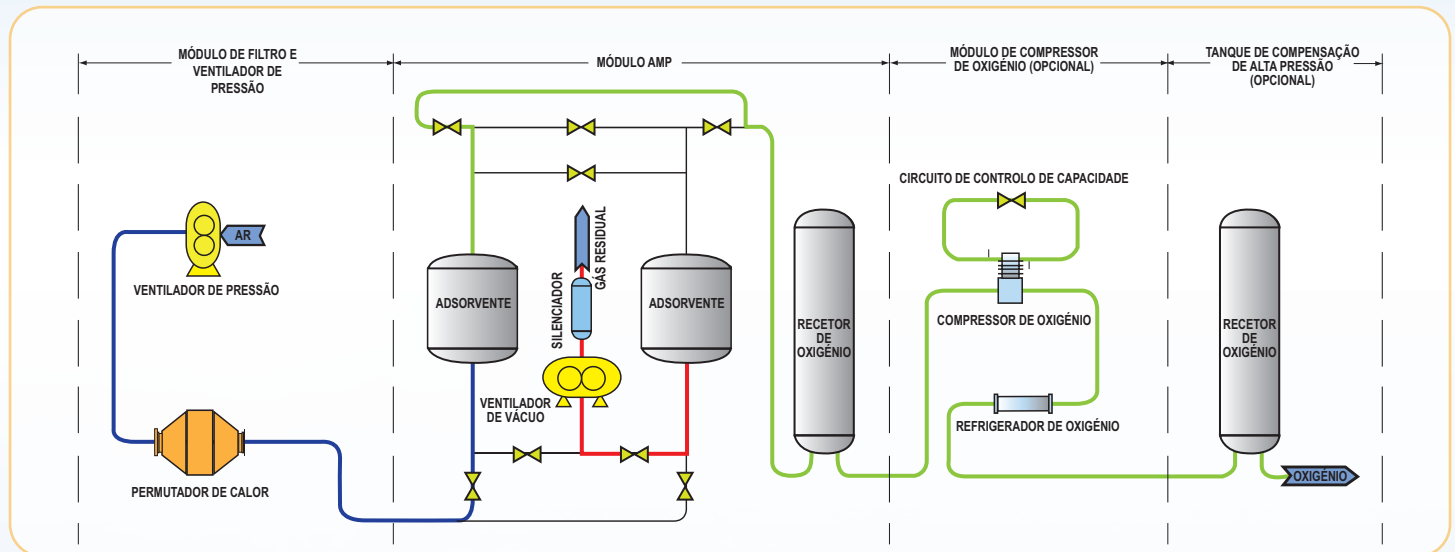 MÓDULO DE FILTRO E
VENTILADOR DE
PRESSÃO
MÓDULO AMP
MÓDULO DE COMPRESSOR
DE OXIGÉNIO (OPCIONAL)
TANQUE DE COMPENSAÇÃO
DE ALTA PRESSÃO
(OPCIONAL)
AR
VENTILADOR DE PRESSÃO
PERMUTADOR DE CALOR
ADSORVENTE
SILENCIADOR
GÁS RESIDUAL
ADSORVENTE
VENTILADOR
DE VÁCUO
RECETOR
DE
OXIGÉNIO
CIRCUITO DE CONTROLO DE CAPACIDADE
COMPRESSOR DE OXIGÉNIO
REFRIGERADOR DE OXIGÉNIO
RECETOR
DE
OXIGÉNIO
OXIGÉNIO